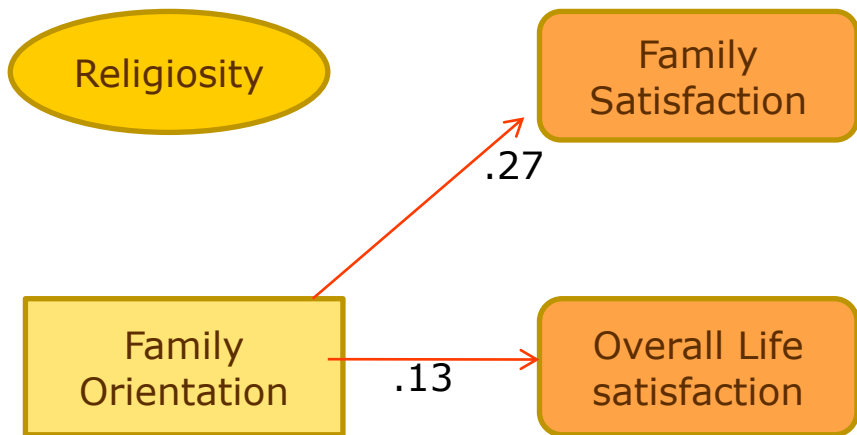 Religiosity
Family
Satisfaction
.27
Family
Orientation
.13
Overall Life
satisfaction